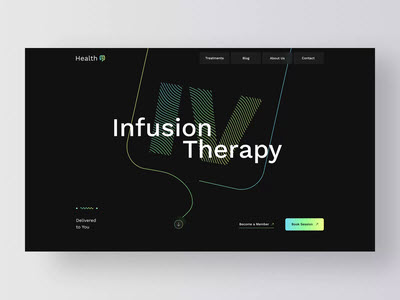 Health
Treatments
Blog
About Us
Contact
IV
Infusion
Therapy
Delivered
to You
Become a Member
Book Session